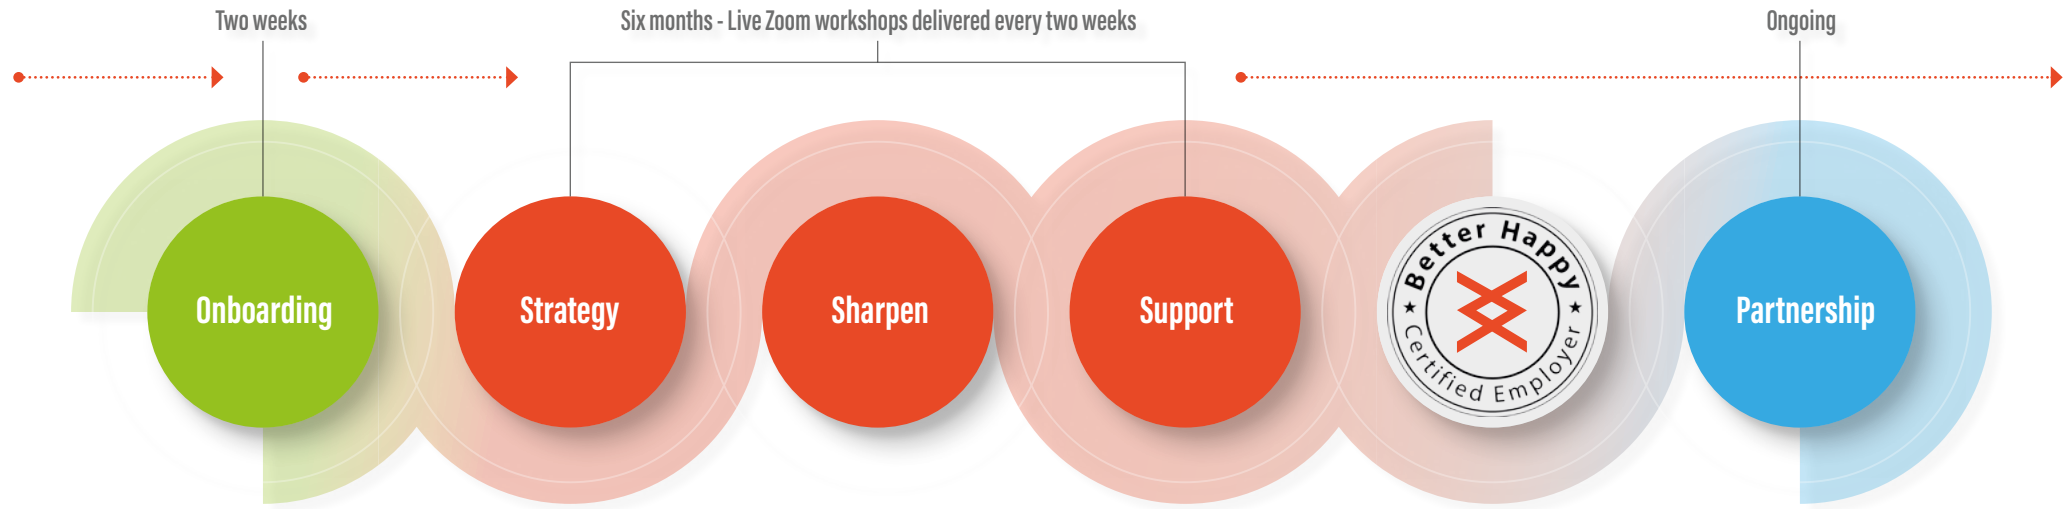 Two weeks
Six months - Live Zoom workshops delivered every two weeks
Ongoing
Onboarding
Strategy
Sharpen
Support
Better Happy
Certified Employer
Partnership